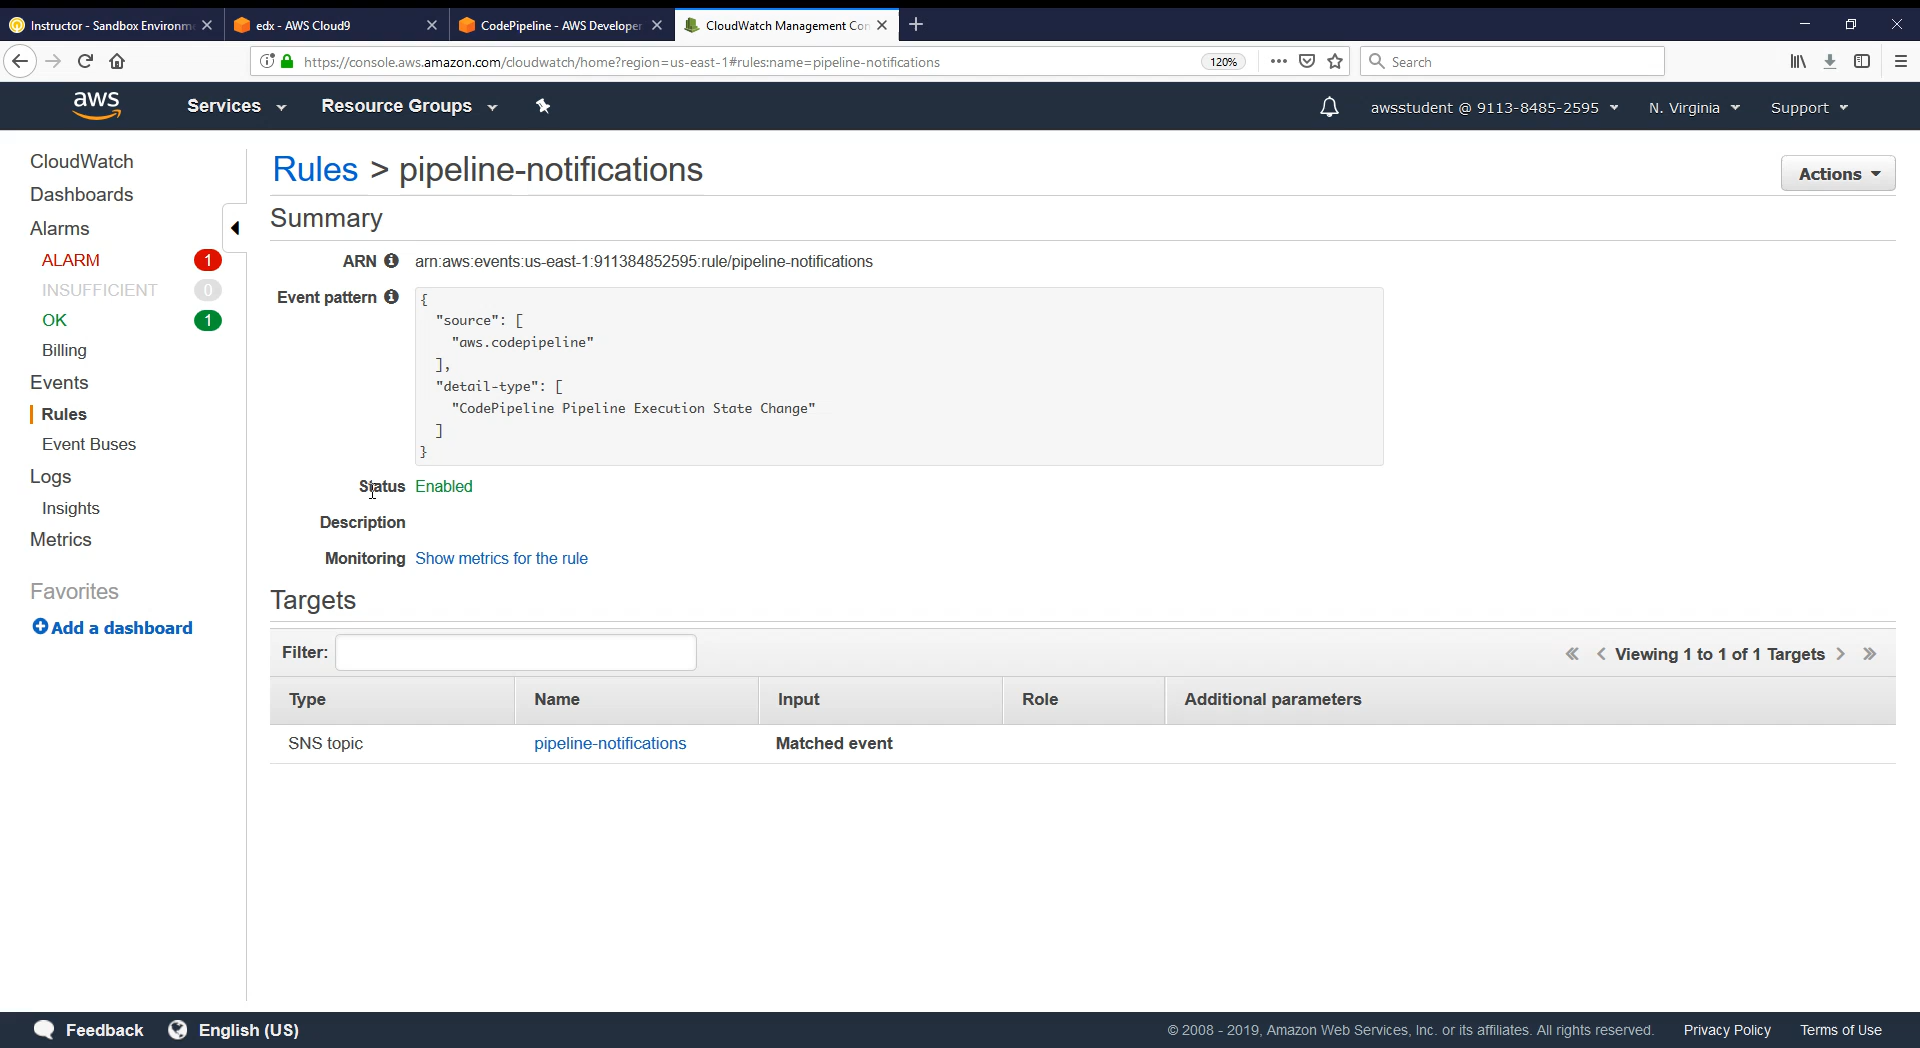 Instructor - Sandbox Environm
edx - AWS Cloud9
CodePipeline - AWS Developer
CloudWatch Management Con
https://console.aws.amazon.com/cloudwatch/home?region=us-east-1#rules:name=pipeline-notifications
120%
Search
aws
Services
Resource Groups
awsstudent @ 9113-8485-2595
N. Virginia
Support
CloudWatch
Dashboards
Alarms
ALARM 1
INSUFFICIENT 0
OK 1
Billing
Events
Rules
Event Buses
Logs
Insights
Metrics
Favorites
Add a dashboard
Rules > pipeline-notifications
Actions
Summary
ARN arn:aws:events:us-east-1:911384852595:rule/pipeline-notifications
Event pattern {
"source": [
"aws.codepipeline"
],
"detail-type": [
"CodePipeline Pipeline Execution State Change"
]
}
Status Enabled
Description
Monitoring Show metrics for the rule
Targets
Filter:
« < Viewing 1 to 1 of 1 Targets > »
Type Name Input Role Additional parameters
SNS topic pipeline-notifications Matched event
Feedback
English (US)
© 2008 - 2019, Amazon Web Services, Inc. or its affiliates. All rights reserved.
Privacy Policy
Terms of Use